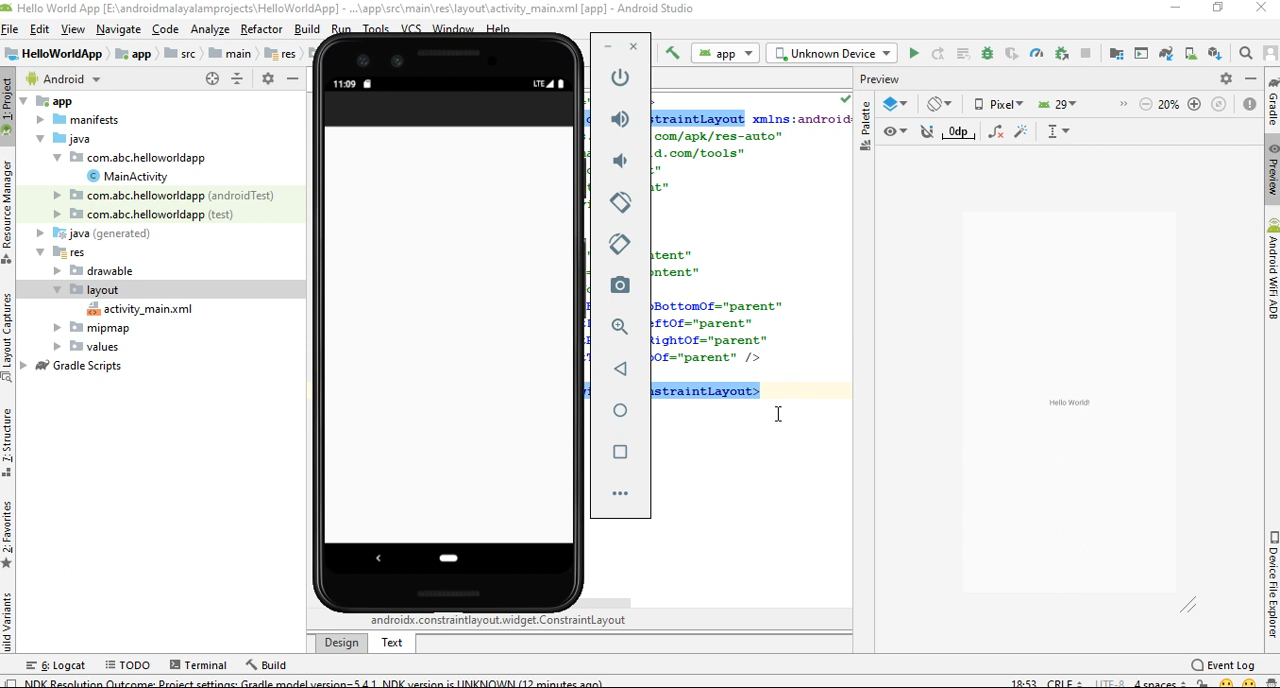 Hello World App [E:\androidmalayalamprojects\HelloWorldApp] - ...\app\src\main\res\layout\activity_main.xml [app] - Android Studio
File Edit View Navigate Code Analyze Refactor Build Run Tools VCS Window Help
HelloWorldApp app src main res
app Unknown Device
Android
Preview
Pixel 29 20%
0dp
app
manifests
java
com.abc.helloworldapp
MainActivity
com.abc.helloworldapp (androidTest)
com.abc.helloworldapp (test)
java (generated)
res
drawable
layout
activity_main.xml
mipmap
values
Gradle Scripts
11:09 LTE
straintLayout xmlns:android=
com/apk/res-auto"
d.com/tools"
t"
tent"
ntent"
BottomOf="parent"
ftOf="parent"
RightOf="parent"
pOf="parent" />
nstraintLayout>
androidx.constraintlayout.widget.ConstraintLayout
Design Text
Hello World!
1: Project
Resource Manager
Layout Captures
7: Structure
2: Favorites
uild Variants
Palette
Gradle
Preview
Android WiFi ADB
Device File Explorer
6: Logcat TODO Terminal Build Event Log
NDK Resolution Outcome: Project settings: Gradle model version=5.4.1, NDK version is UNKNOWN (12 minutes ago) 18:53 CRLF UTF-8 4 spaces